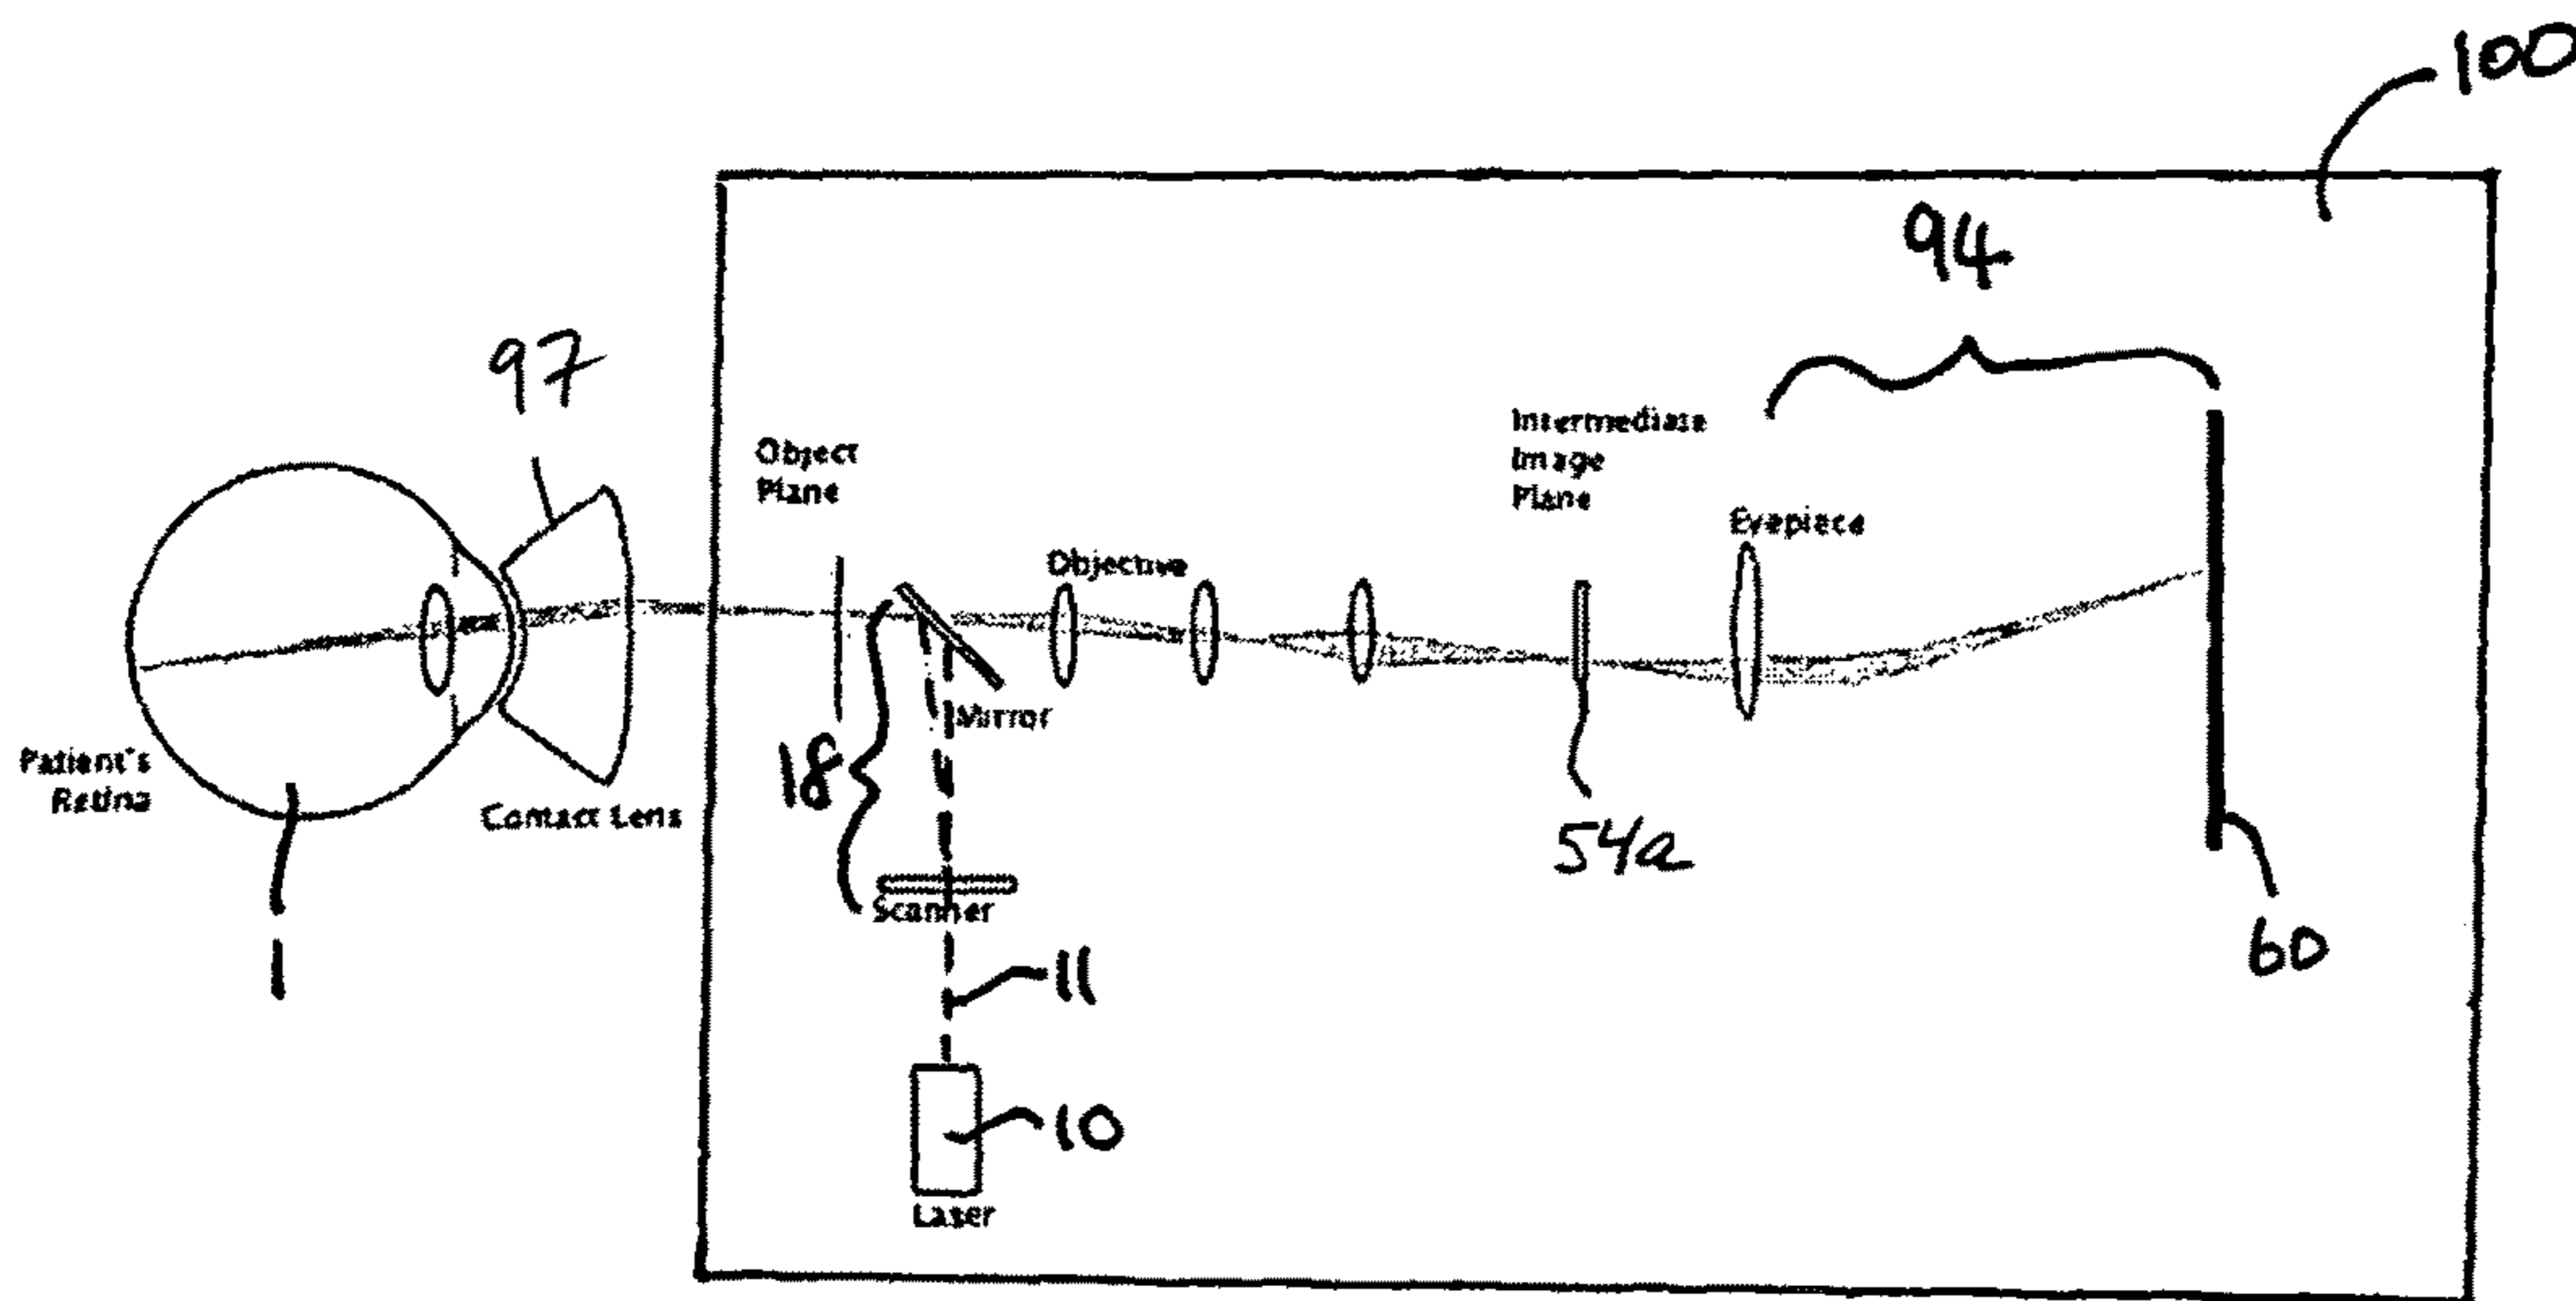 100
94
97
Intermediate
Image
Plane
Object
Plane
Eyepiece
Objective
Mirror
18
Patient's
Retina
Contact Lens
54a
Scanner
60
11
1
10
Laser